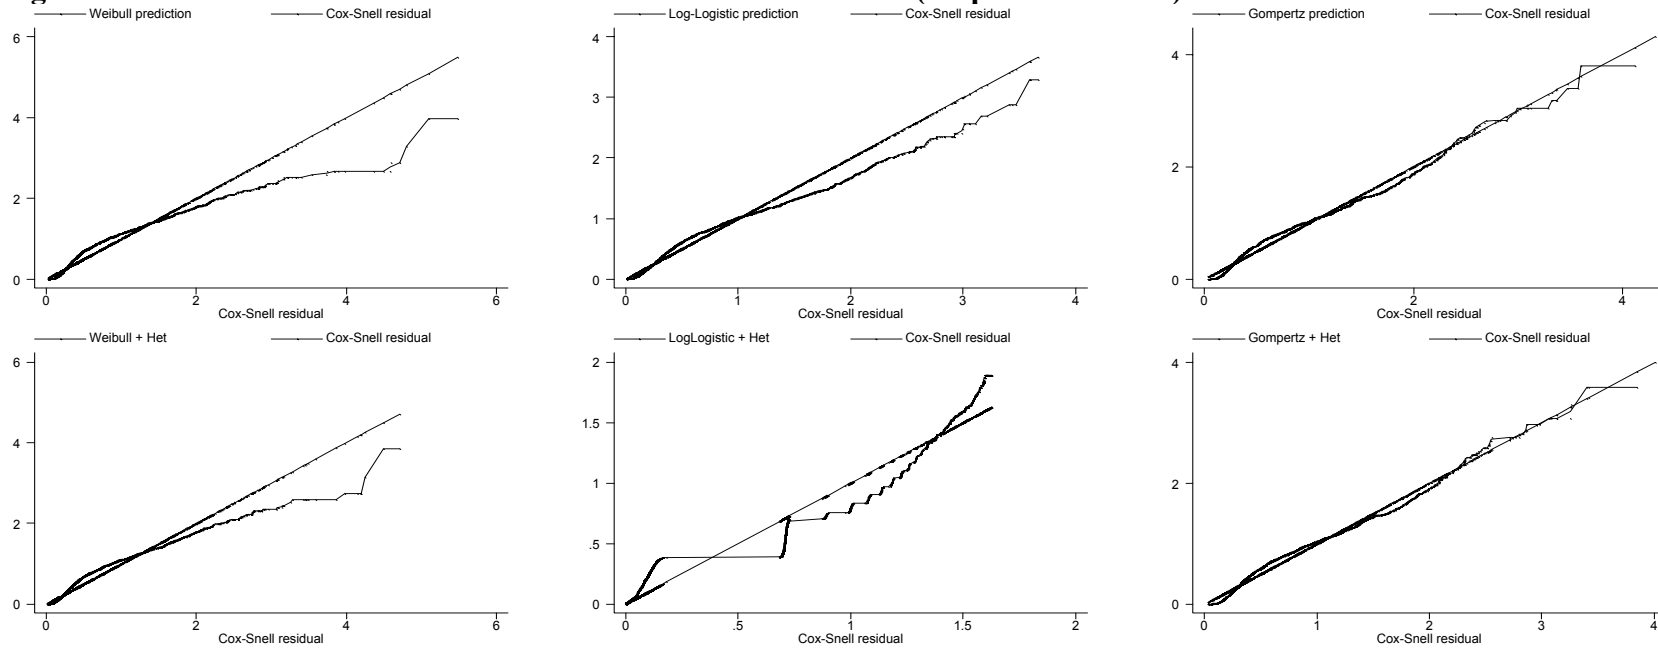 Weibull prediction Cox-Snell residual
6
4
2
0
0 2 4 6
Cox-Snell residual
Log-Logistic prediction Cox-Snell residual
4
3
2
1
0
0 1 2 3 4
Cox-Snell residual
Gompertz prediction Cox-Snell residual
4
2
0
0 2 4
Cox-Snell residual
Weibull + Het Cox-Snell residual
6
4
2
0
0 2 4 6
Cox-Snell residual
LogLogistic + Het Cox-Snell residual
2
1.5
1
.5
0
0 .5 1 1.5 2
Cox-Snell residual
Gompertz + Het Cox-Snell residual
4
2
0
0 1 2 3 4
Cox-Snell residual